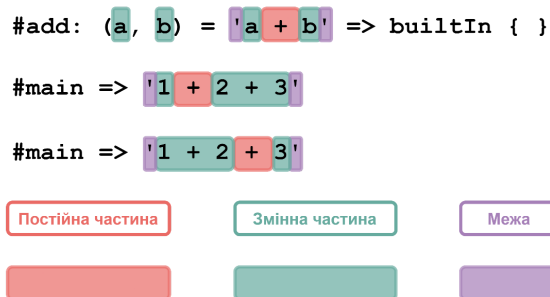 #add: (a, b) = 'a + b' => builtIn { }
#main => '1 + 2 + 3'
#main => '1 + 2 + 3'
Постійна частина Змінна частина Межа